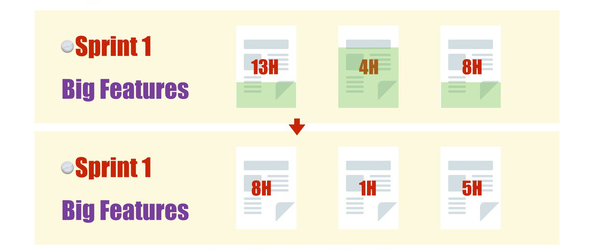 Sprint 1
Big Features
13H
4H
8H
Sprint 1
Big Features
8H
1H
5H